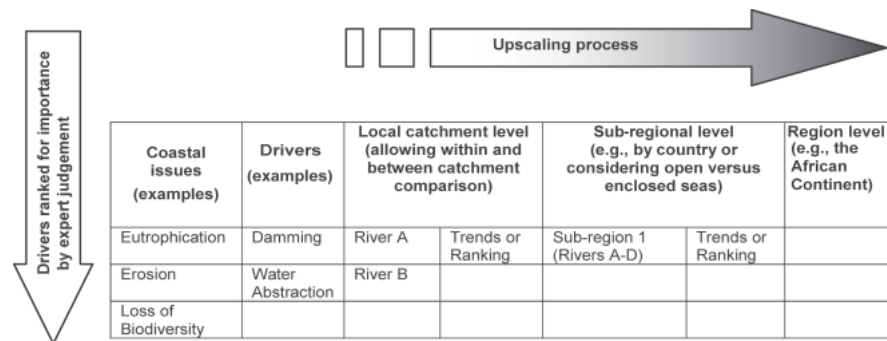 Upscaling process
Drivers ranked for importance
by expert judgement
Coastal
issues
(examples)
Drivers
(examples)
Local catchment level
(allowing within and
between catchment
comparison)
Sub-regional level
(e.g., by country or
considering open versus
enclosed seas)
Region level
(e.g., the
African
Continent)
Eutrophication
Damming
River A
Trends or
Ranking
Sub-region 1
(Rivers A-D)
Trends or
Ranking
Erosion
Water
Abstraction
River B
Loss of
Biodiversity